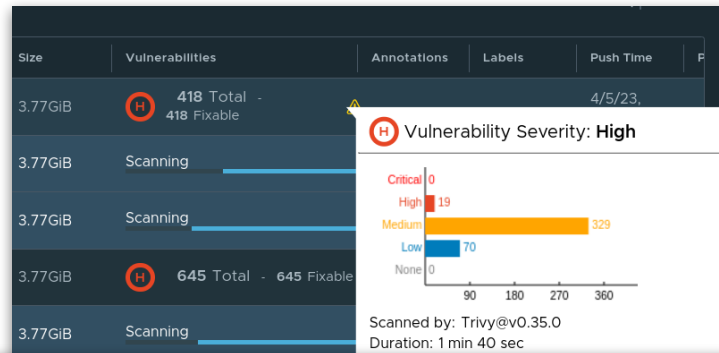 Size Vulnerabilities Annotations Labels Push Time P
3.77GiB H 418 Total - 418 Fixable 4/5/23,
H Vulnerability Severity: High
3.77GiB Scanning
3.77GiB Scanning
3.77GiB H 645 Total - 645 Fixable
3.77GiB Scanning
Critical 0
High 19
Medium 329
Low 70
None 0
90 180 270 360
Scanned by: Trivy@v0.35.0
Duration: 1 min 40 sec